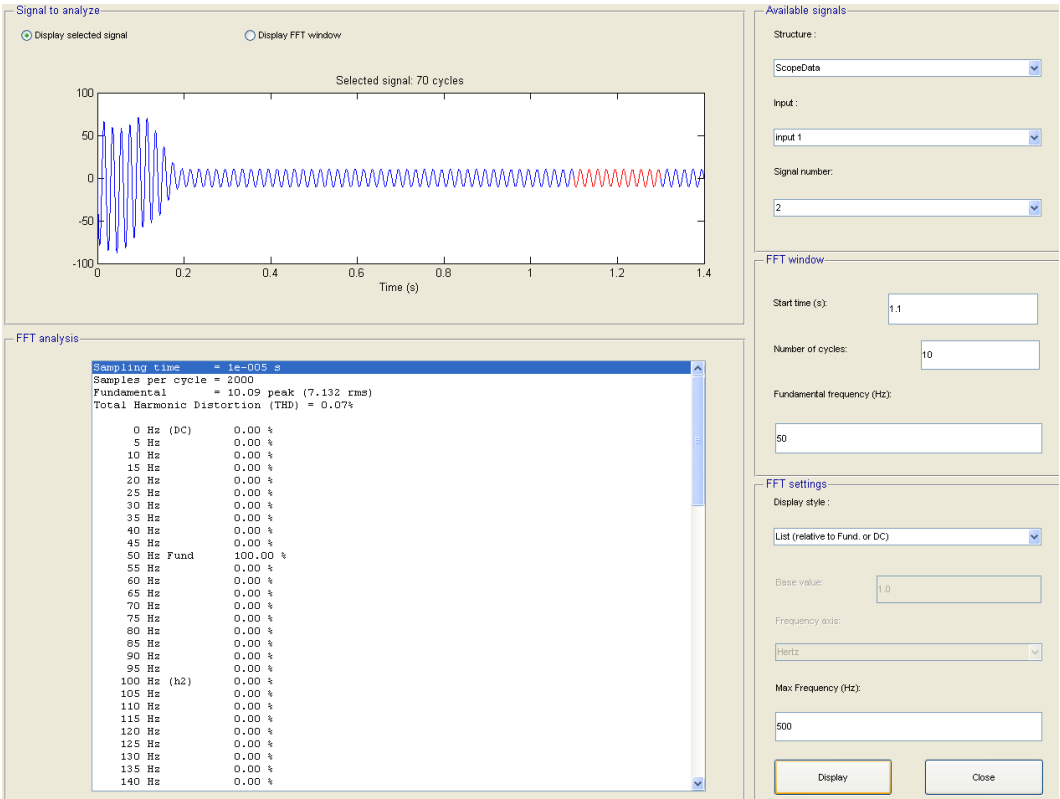 Signal to analyze
Display selected signal
Display FFT window
Selected signal: 70 cycles
100
50
0
-50
-100
0
0.2
0.4
0.6
0.8
1
1.2
1.4
Time (s)
FFT analysis
Sampling time = 1e-005 s
Samples per cycle = 2000
Fundamental = 10.09 peak (7.132 rms)
Total Harmonic Distortion (THD) = 0.07%
0 Hz (DC) 0.00 %
5 Hz 0.00 %
10 Hz 0.00 %
15 Hz 0.00 %
20 Hz 0.00 %
25 Hz 0.00 %
30 Hz 0.00 %
35 Hz 0.00 %
40 Hz 0.00 %
45 Hz 0.00 %
50 Hz Fund 100.00 %
55 Hz 0.00 %
60 Hz 0.00 %
65 Hz 0.00 %
70 Hz 0.00 %
75 Hz 0.00 %
80 Hz 0.00 %
85 Hz 0.00 %
90 Hz 0.00 %
95 Hz 0.00 %
100 Hz (h2) 0.00 %
105 Hz 0.00 %
110 Hz 0.00 %
115 Hz 0.00 %
120 Hz 0.00 %
125 Hz 0.00 %
130 Hz 0.00 %
135 Hz 0.00 %
140 Hz 0.00 %
Available signals
Structure :
ScopeData
Input :
input 1
Signal number:
2
FFT window
Start time (s):
1.1
Number of cycles:
10
Fundamental frequency (Hz):
50
FFT settings
Display style :
List (relative to Fund. or DC)
Base value:
1.0
Frequency axis:
Hertz
Max Frequency (Hz):
500
Display
Close